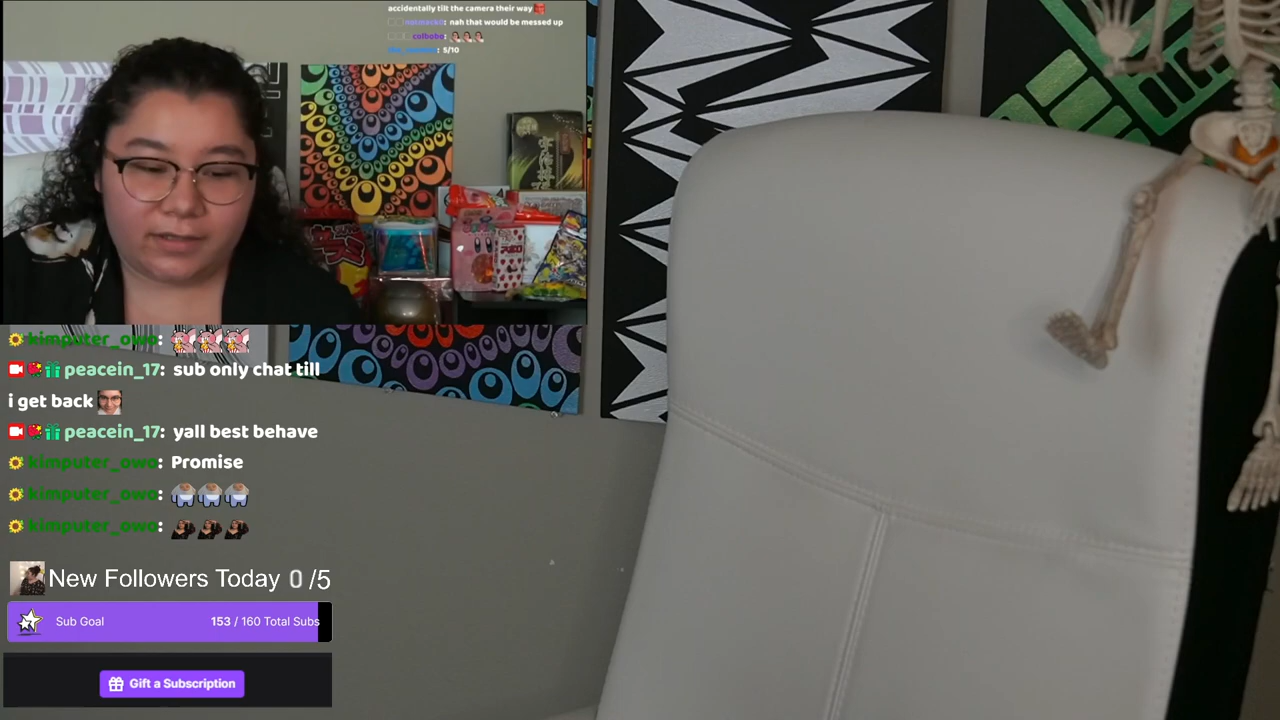 accidentally tilt the camera their way
natmack0: nah that would be messed up
colbobo:
5/10
kimputer_owo:
peacein_17: sub only chat till
i get back
peacein_17: yall best behave
kimputer_owo: Promise
kimputer_owo:
kimputer_owo:
New Followers Today 0 /5
Sub Goal 153 / 160 Total Subs
Gift a Subscription